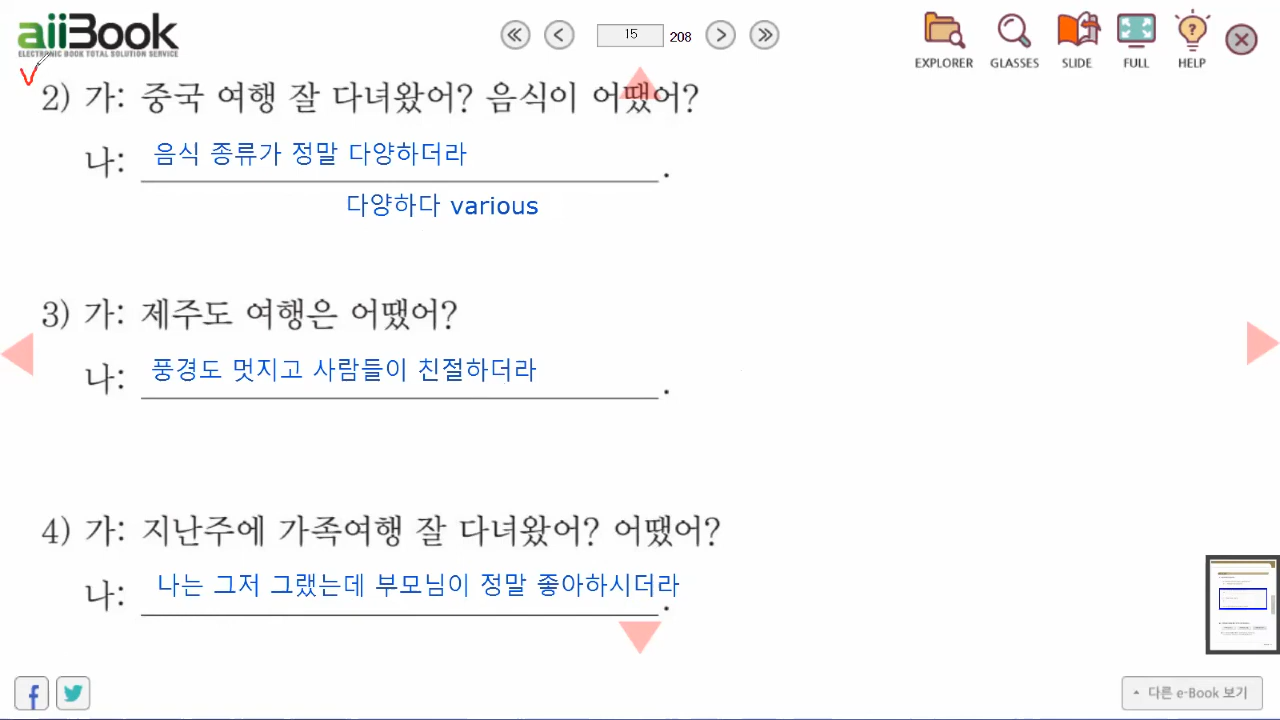 aiiBook
ELECTRONIC BOOK TOTAL SOLUTION SERVICE
15 208
EXPLORER GLASSES SLIDE FULL HELP
2) 가: 중국 여행 잘 다녀왔어? 음식이 어땠어?
나: 음식 종류가 정말 다양하더라.
다양하다 various
3) 가: 제주도 여행은 어땠어?
나: 풍경도 멋지고 사람들이 친절하더라.
4) 가: 지난주에 가족여행 잘 다녀왔어? 어땠어?
나: 나는 그저 그랬는데 부모님이 정말 좋아하시더라.
다른 e-Book 보기